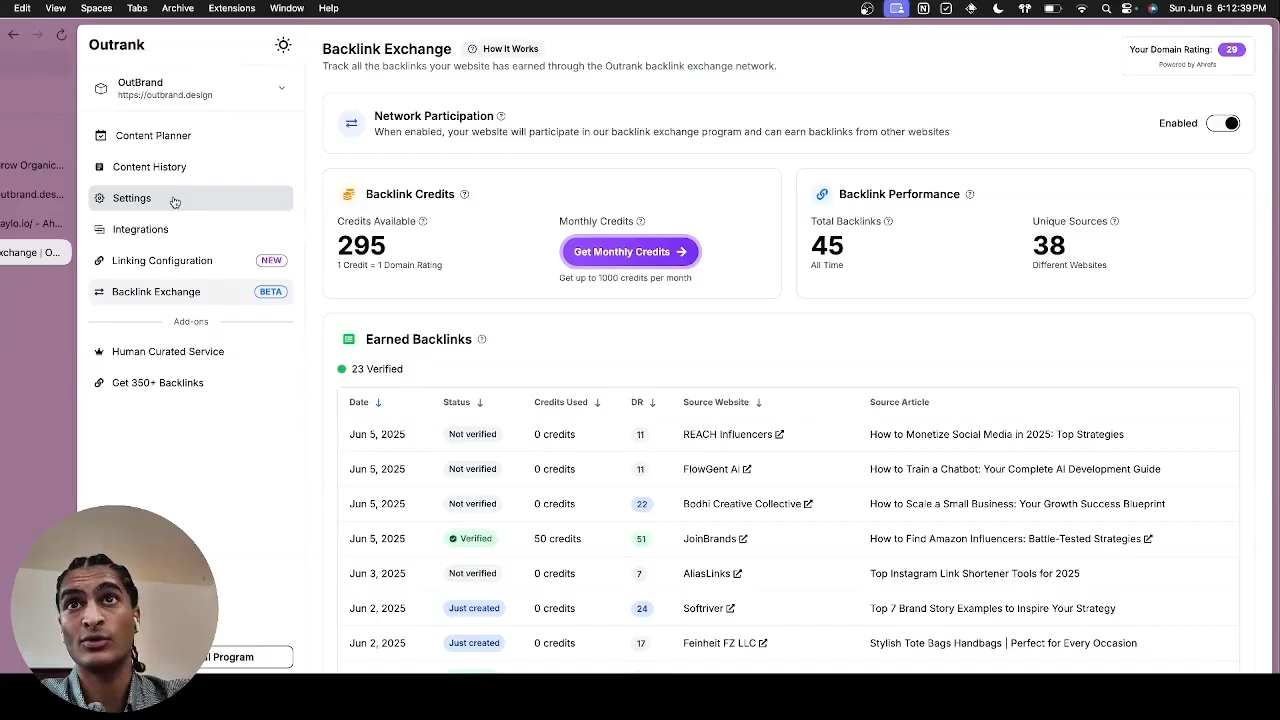 Edit View Spaces Tabs Archive Extensions Window Help
Sun Jun 8 6:12:39 PM
row Organic...
outbrand.des...
aylo.io/ - Ah...
xchange | O...
Outrank
OutBrand
https://outbrand.design
Content Planner
Content History
Settings
Integrations
Linking Configuration NEW
Backlink Exchange BETA
Add-ons
Human Curated Service
Get 350+ Backlinks
l Program
Backlink Exchange How It Works
Track all the backlinks your website has earned through the Outrank backlink exchange network.
Your Domain Rating: 29
Powered by Ahrefs
Network Participation
When enabled, your website will participate in our backlink exchange program and can earn backlinks from other websites
Enabled
Backlink Credits
Credits Available
295
1 Credit = 1 Domain Rating
Monthly Credits
Get Monthly Credits
Get up to 1000 credits per month
Backlink Performance
Total Backlinks
45
All Time
Unique Sources
38
Different Websites
Earned Backlinks
23 Verified
Date Status Credits Used DR Source Website Source Article
Jun 5, 2025 Not verified 0 credits 11 REACH Influencers How to Monetize Social Media in 2025: Top Strategies
Jun 5, 2025 Not verified 0 credits 11 FlowGent AI How to Train a Chatbot: Your Complete AI Development Guide
Jun 5, 2025 Not verified 0 credits 22 Bodhi Creative Collective How to Scale a Small Business: Your Growth Success Blueprint
Jun 5, 2025 Verified 50 credits 51 JoinBrands How to Find Amazon Influencers: Battle-Tested Strategies
Jun 3, 2025 Not verified 0 credits 7 AliasLinks Top Instagram Link Shortener Tools for 2025
Jun 2, 2025 Just created 0 credits 24 Softriver Top 7 Brand Story Examples to Inspire Your Strategy
Jun 2, 2025 Just created 0 credits 17 Feinheit FZ LLC Stylish Tote Bags Handbags | Perfect for Every Occasion